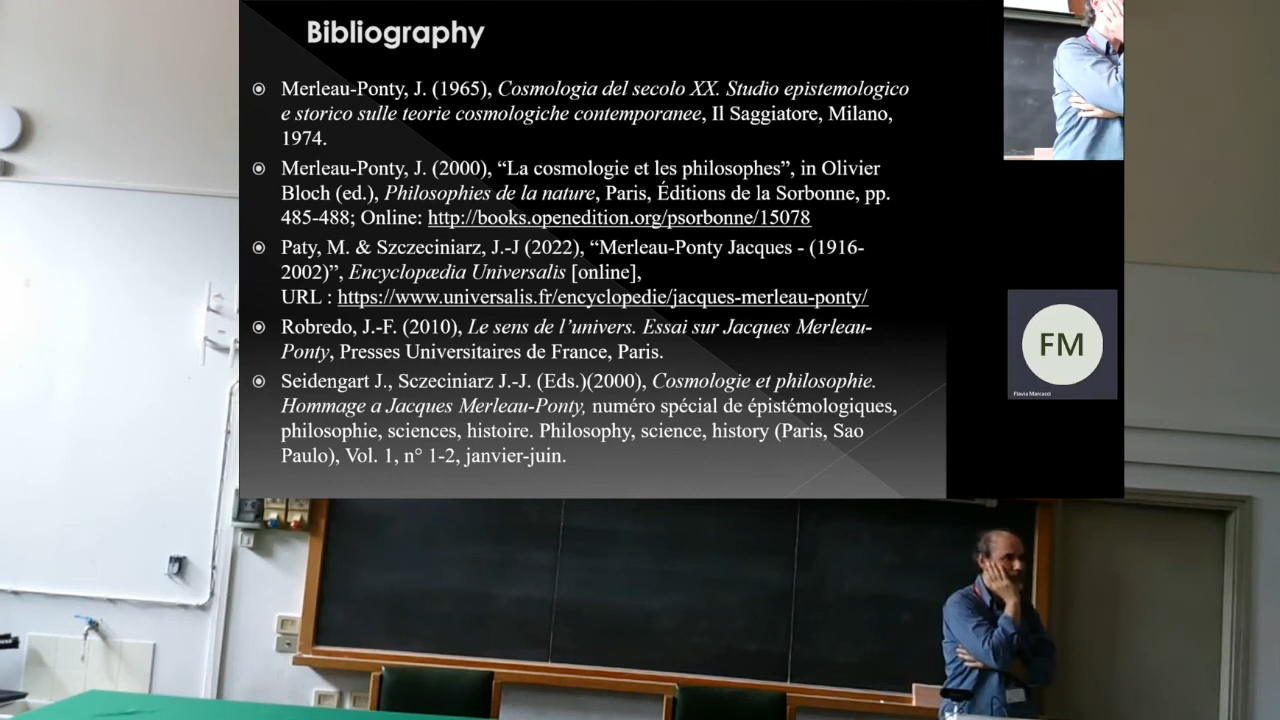 Bibliography
Merleau-Ponty, J. (1965), Cosmologia del secolo XX. Studio epistemologico
e storico sulle teorie cosmologiche contemporanee, Il Saggiatore, Milano,
1974.
Merleau-Ponty, J. (2000), “La cosmologie et les philosophes”, in Olivier
Bloch (ed.), Philosophies de la nature, Paris, Éditions de la Sorbonne, pp.
485-488; Online: http://books.openedition.org/psorbonne/15078
Paty, M. & Szczeciniarz, J.-J (2022), “Merleau-Ponty Jacques - (1916-
2002)”, Encyclopædia Universalis [online],
URL : https://www.universalis.fr/encyclopedie/jacques-merleau-ponty/
Robredo, J.-F. (2010), Le sens de l’univers. Essai sur Jacques Merleau-
Ponty, Presses Universitaires de France, Paris.
Seidengart J., Sczeciniarz J.-J. (Eds.)(2000), Cosmologie et philosophie.
Hommage a Jacques Merleau-Ponty, numéro spécial de épistémologiques,
philosophie, sciences, histoire. Philosophy, science, history (Paris, Sao
Paulo), Vol. 1, n° 1-2, janvier-juin.
FM
Flavia Marcacci